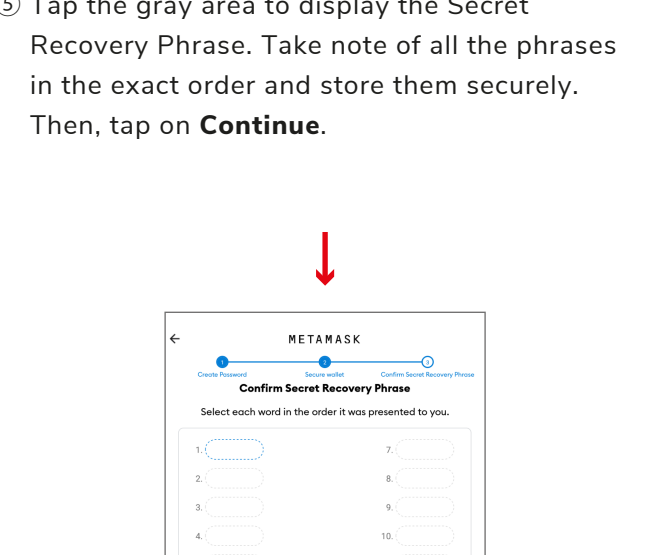 ⑤ Tap the gray area to display the Secret
Recovery Phrase. Take note of all the phrases
in the exact order and store them securely.
Then, tap on Continue.
METAMASK
1 2 3
Create Password Secure wallet Confirm Secret Recovery Phrase
Confirm Secret Recovery Phrase
Select each word in the order it was presented to you.
1. 7.
2. 8.
3. 9.
4. 10.